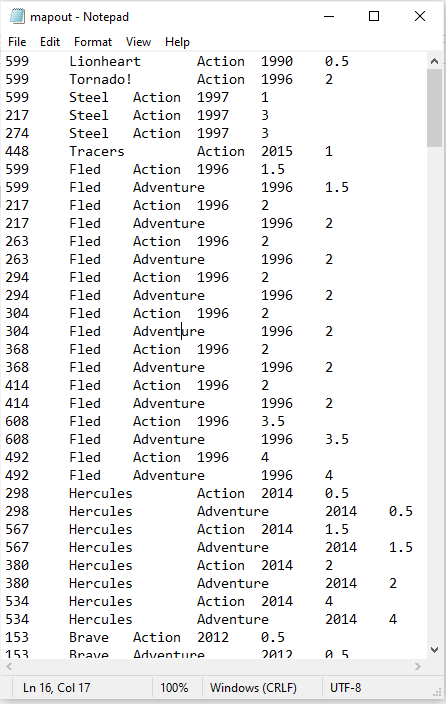 mapout - Notepad
File Edit Format View Help
599 Lionheart Action 1990 0.5
599 Tornado! Action 1996 2
599 Steel Action 1997 1
217 Steel Action 1997 3
274 Steel Action 1997 3
448 Tracers Action 2015 1
599 Fled Action 1996 1.5
599 Fled Adventure 1996 1.5
217 Fled Action 1996 2
217 Fled Adventure 1996 2
263 Fled Action 1996 2
263 Fled Adventure 1996 2
294 Fled Action 1996 2
294 Fled Adventure 1996 2
304 Fled Action 1996 2
304 Fled Adventure 1996 2
368 Fled Action 1996 2
368 Fled Adventure 1996 2
414 Fled Action 1996 2
414 Fled Adventure 1996 2
608 Fled Action 1996 3.5
608 Fled Adventure 1996 3.5
492 Fled Action 1996 4
492 Fled Adventure 1996 4
298 Hercules Action 2014 0.5
298 Hercules Adventure 2014 0.5
567 Hercules Action 2014 1.5
567 Hercules Adventure 2014 1.5
380 Hercules Action 2014 2
380 Hercules Adventure 2014 2
534 Hercules Action 2014 4
534 Hercules Adventure 2014 4
153 Brave Action 2012 0.5
153 Brave Adventure 2012 0.5
Ln 16, Col 17 100% Windows (CRLF) UTF-8